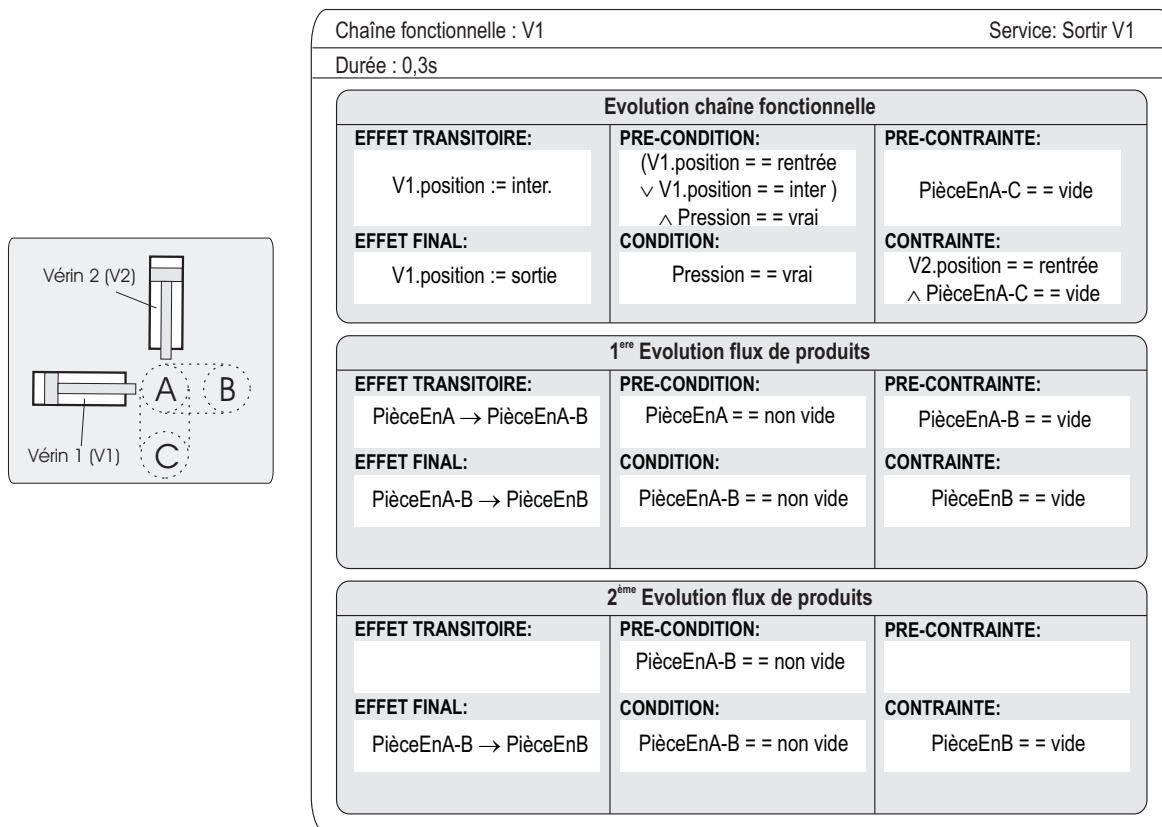 Chaîne fonctionnelle : V1 Service: Sortir V1
Durée : 0,3s
Evolution chaîne fonctionnelle
EFFET TRANSITOIRE: PRE-CONDITION: PRE-CONTRAINTE:
V1.position := inter.
(V1.position = = rentrée
∨ V1.position = = inter )
∧ Pression = = vrai
PièceEnA-C = = vide
EFFET FINAL: CONDITION: CONTRAINTE:
V1.position := sortie
Pression = = vrai
V2.position = = rentrée
∧ PièceEnA-C = = vide
1ere Evolution flux de produits
EFFET TRANSITOIRE: PRE-CONDITION: PRE-CONTRAINTE:
PièceEnA → PièceEnA-B PièceEnA = = non vide PièceEnA-B = = vide
EFFET FINAL: CONDITION: CONTRAINTE:
PièceEnA-B → PièceEnB PièceEnA-B = = non vide PièceEnB = = vide
2ème Evolution flux de produits
EFFET TRANSITOIRE: PRE-CONDITION: PRE-CONTRAINTE:
PièceEnA-B = = non vide
EFFET FINAL: CONDITION: CONTRAINTE:
PièceEnA-B → PièceEnB PièceEnA-B = = non vide PièceEnB = = vide
Vérin 2 (V2)
A B
Vérin 1 (V1)
C